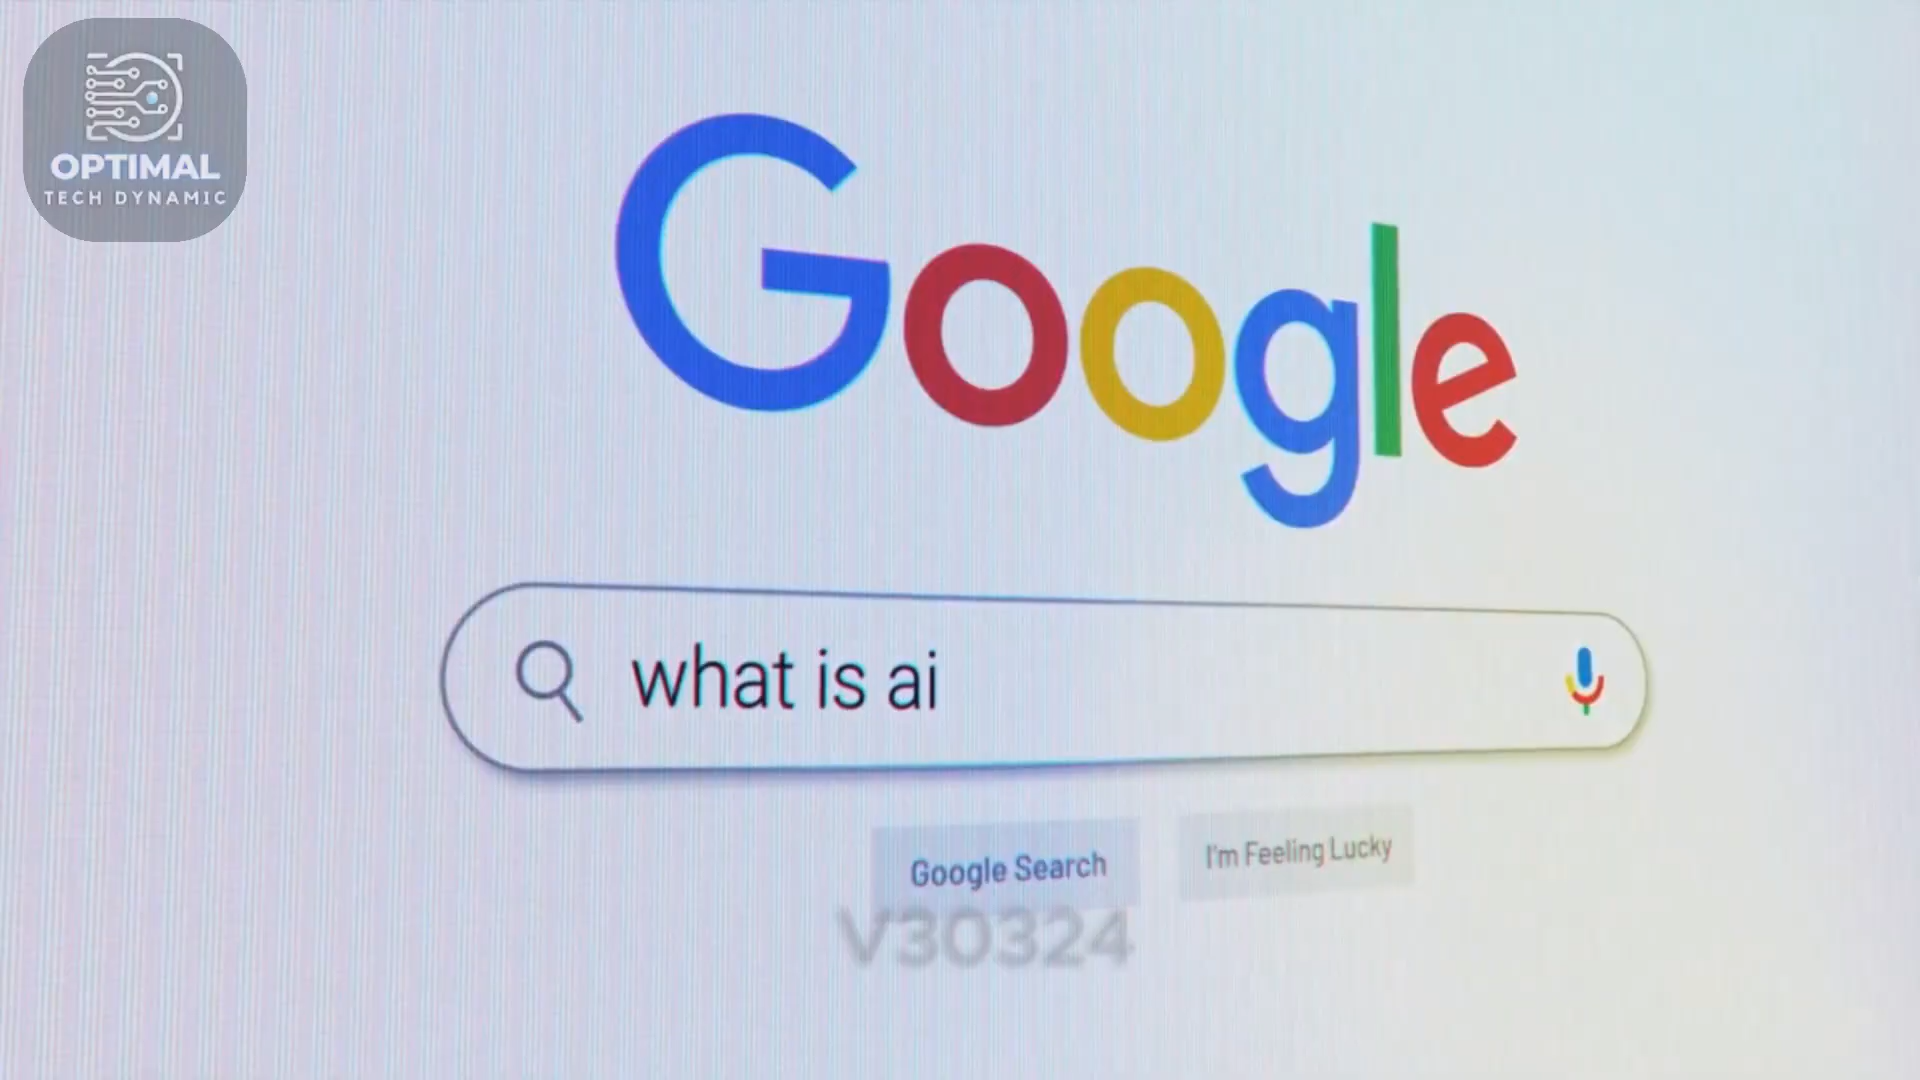 OPTIMAL
TECH DYNAMIC
Google
what is ai
Google Search
I'm Feeling Lucky
V30324